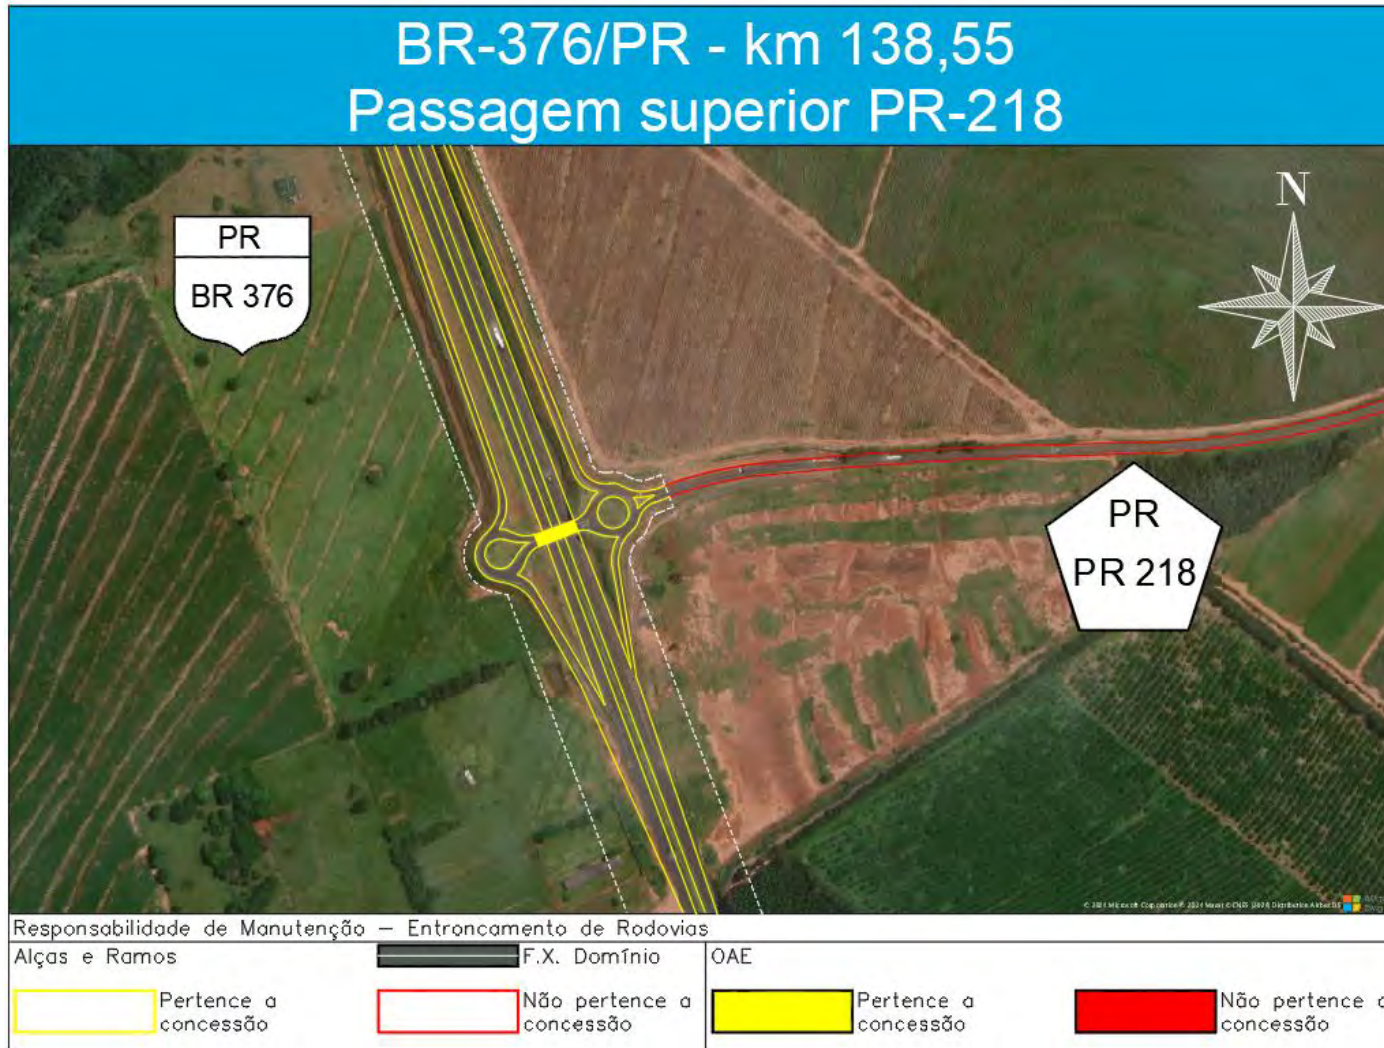 BR-376/PR - km 138,55
Passagem superior PR-218
N
PR
BR 376
PR
PR 218
Responsabilidade de Manutenção — Entroncamento de Rodovias
Alças e Ramos
F.X. Domínio
OAE
Pertence a
concessão
Não pertence a
concessão
Pertence a
concessão
Não pertence a
concessão